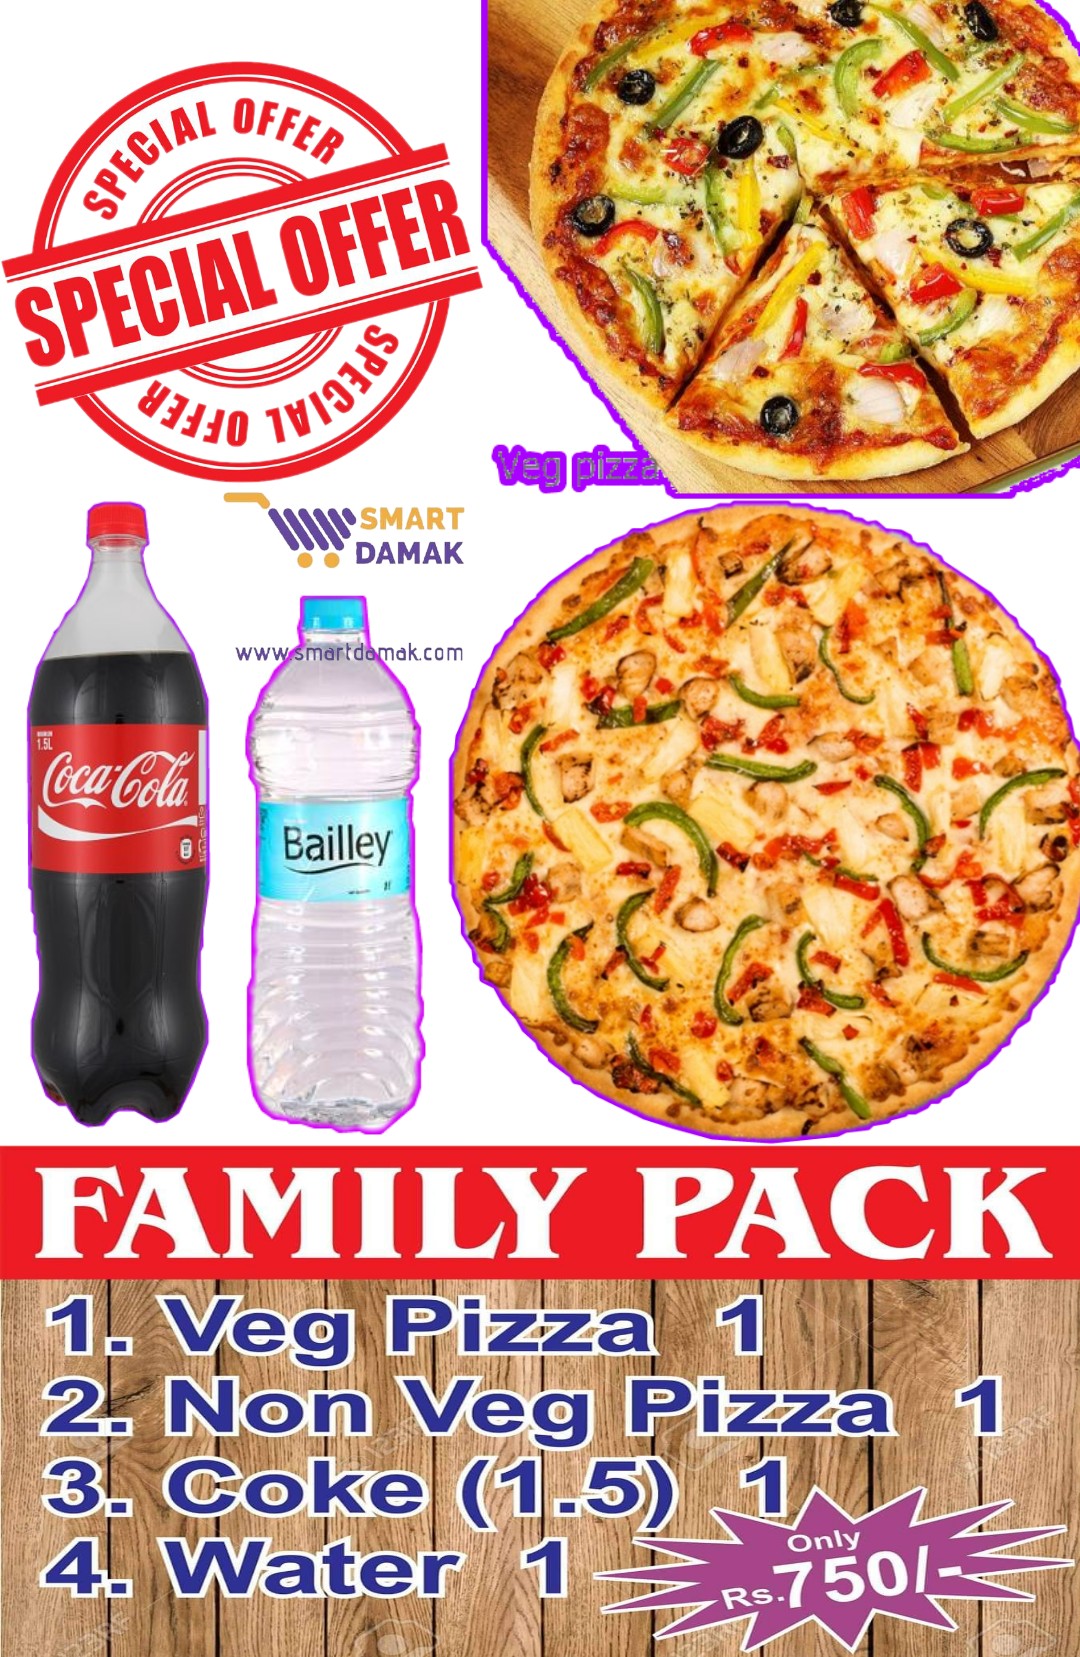 SPECIAL OFFER
SPECIAL OFFER
SPECIAL OFFER
Veg pizza
SMART
DAMAK
www.smartdamak.com
1.5L
Coca-Cola
Bailley
FAMILY PACK
1. Veg Pizza 1
2. Non Veg Pizza 1
3. Coke (1.5) 1
4. Water 1
Only
Rs.750/-